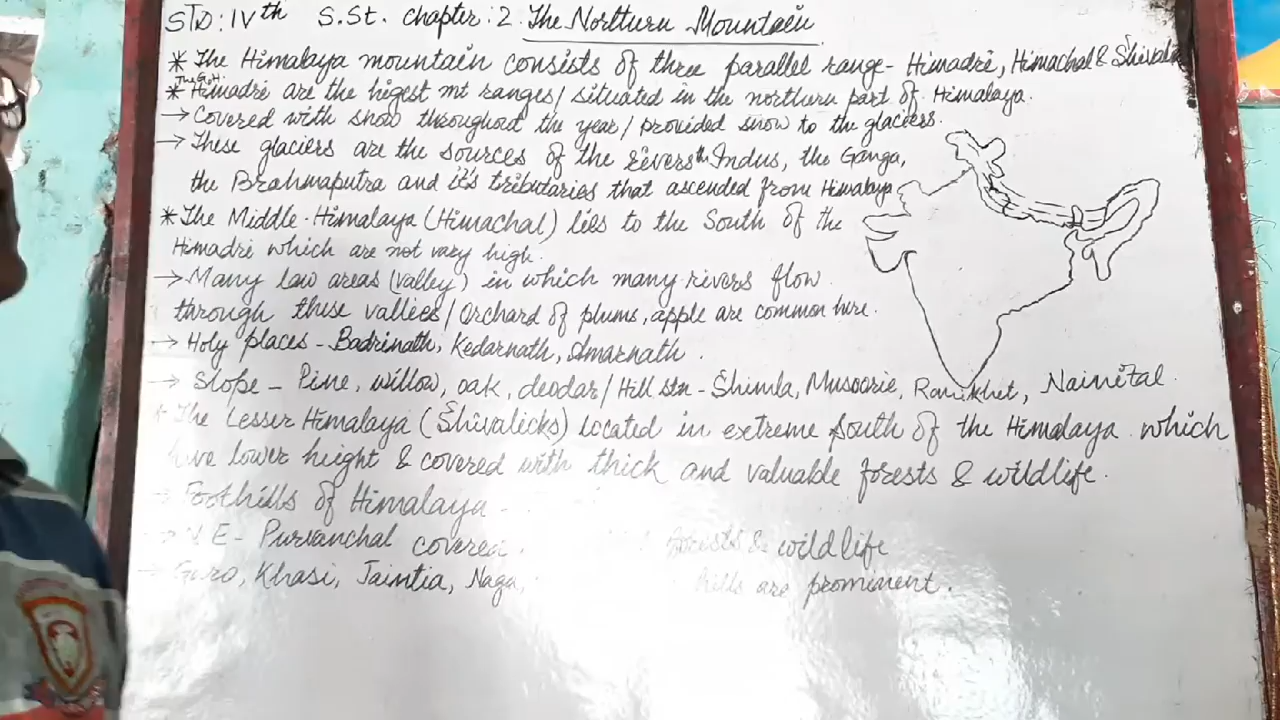 STD: IVth S.St. Chapter: 2. The Northern Mountain
* The Himalaya mountain consists of three parallel range - Himadri, Himachal & Shivalik
The G.H.
* Himadri are the higest mt ranges/ situated in the northern part of Himalaya.
→ Covered with snow throughout the year/ provided snow to the glaciers.
→ These glaciers are the sources of the rivers the Indus, the Ganga,
the Brahmaputra and it's tributaries that ascended from Himalaya
* The Middle-Himalaya (Himachal) lies to the South of the
Himadri which are not very high.
→ Many law areas (valley) in which many rivers flow
through these vallies/ Orchard of plums, apple are common here.
→ Holy places - Badrinath, Kedarnath, Amarnath.
→ Slope - Pine, willow, oak, deodar/ Hill stn - Shimla, Musoorie, Ranikhet, Nainital.
* The Lesser Himalaya (Shivalicks) located in extreme south of the Himalaya which
have lower hieght & covered with thick and valuable forests & wildlife.
→ Foothills of Himalaya -
→ N E - Purvanchal covered forests & wildlife
→ Garo, Khasi, Jaintia, Naga, hills are prominent.